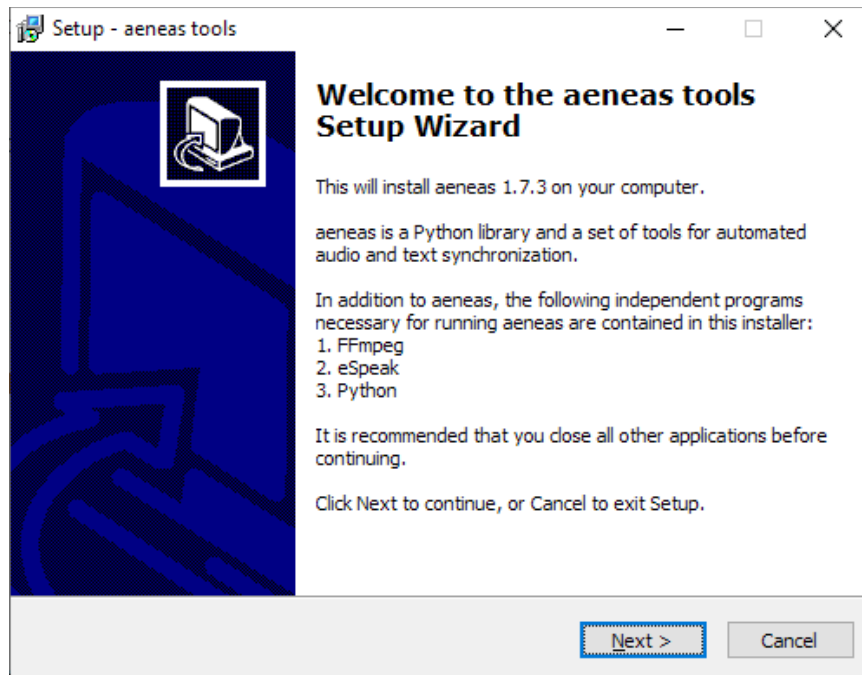 Setup - aeneas tools
Welcome to the aeneas tools
Setup Wizard
This will install aeneas 1.7.3 on your computer.
aeneas is a Python library and a set of tools for automated
audio and text synchronization.
In addition to aeneas, the following independent programs
necessary for running aeneas are contained in this installer:
1. FFmpeg
2. eSpeak
3. Python
It is recommended that you close all other applications before
continuing.
Click Next to continue, or Cancel to exit Setup.
Next >
Cancel